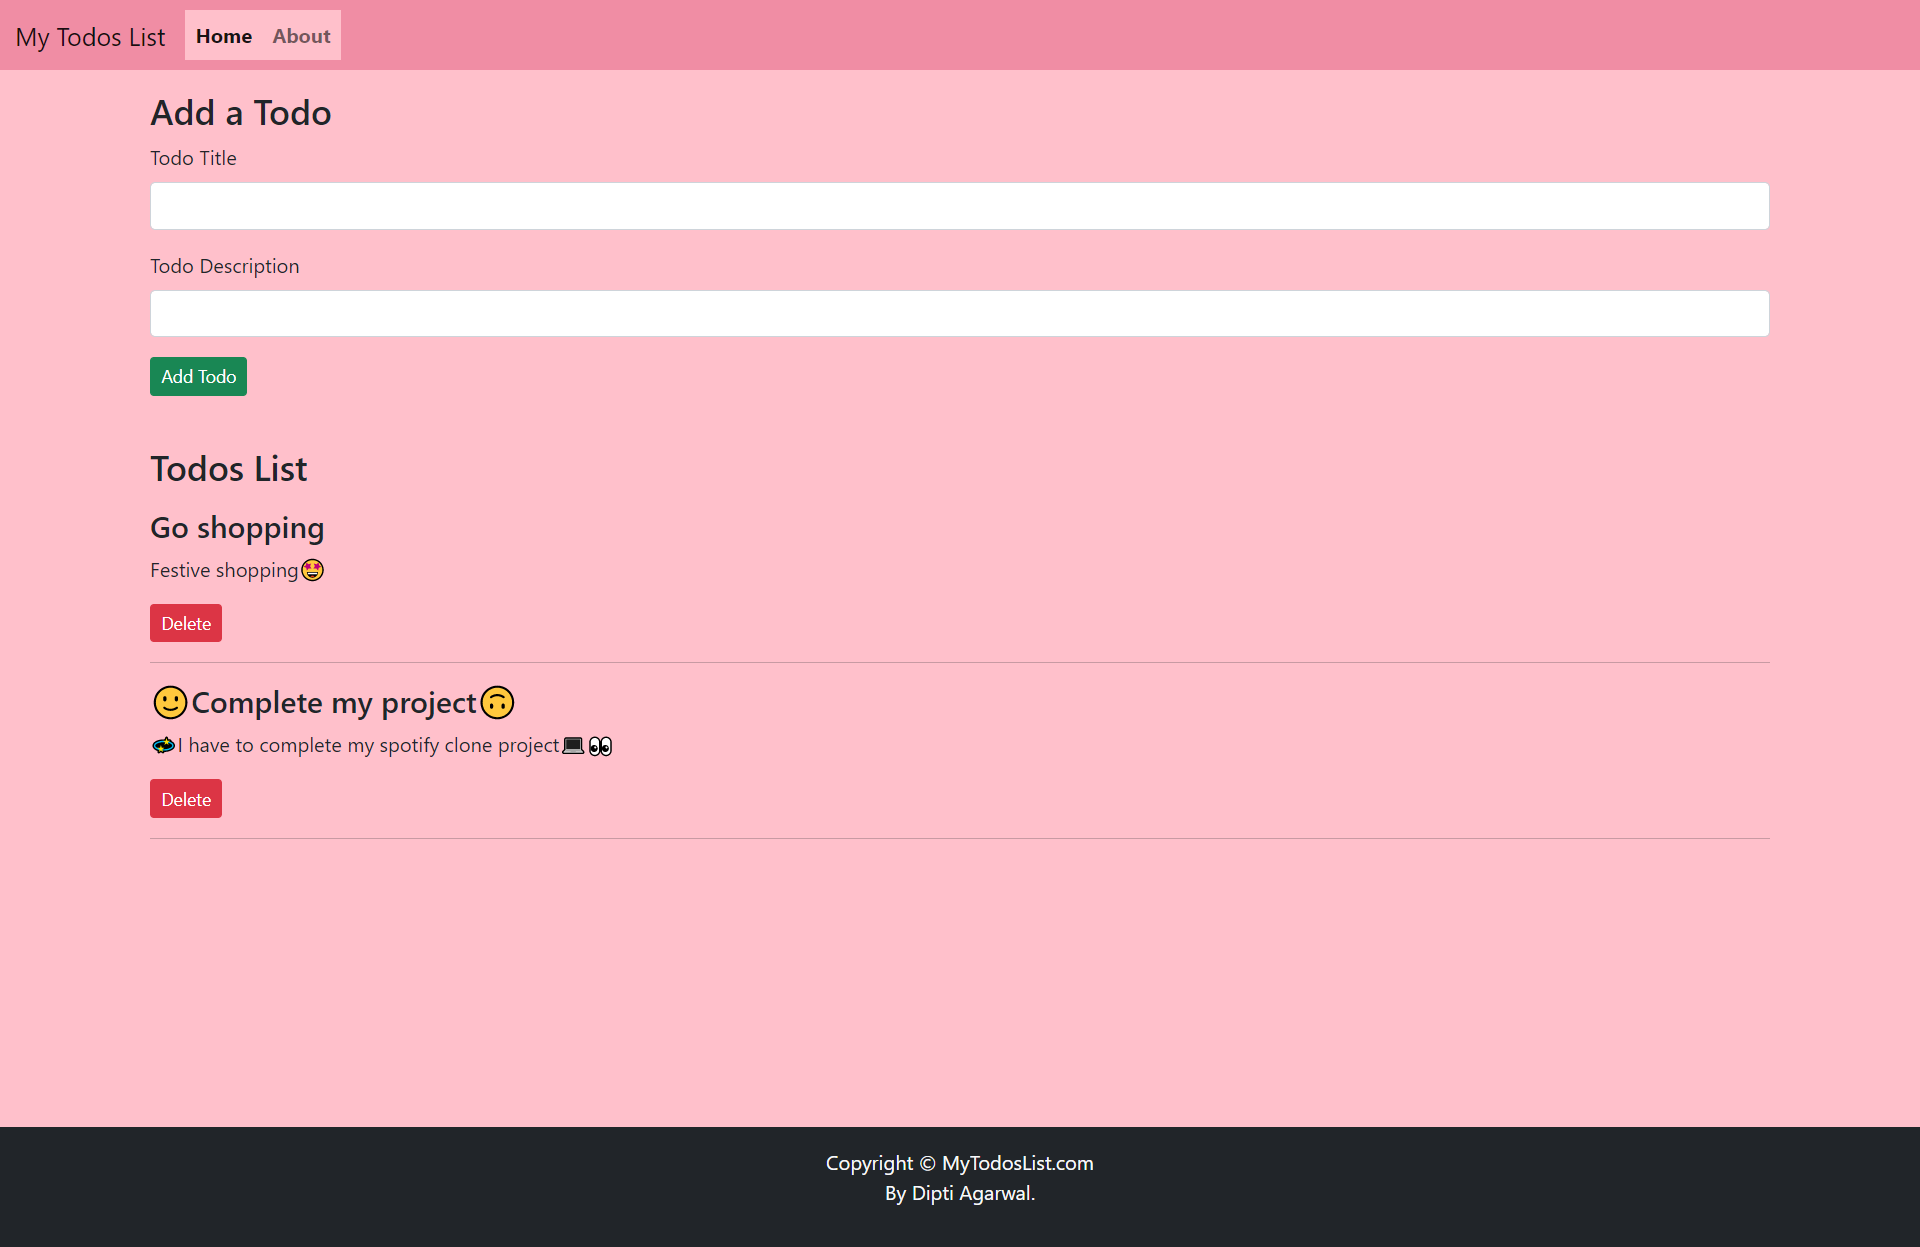 My Todos List Home About
Add a Todo
Todo Title
Todo Description
Add Todo
Todos List
Go shopping
Festive shopping🤩
Delete
🙂Complete my project🙃
💫I have to complete my spotify clone project💻👀
Delete
Copyright © MyTodosList.com
By Dipti Agarwal.